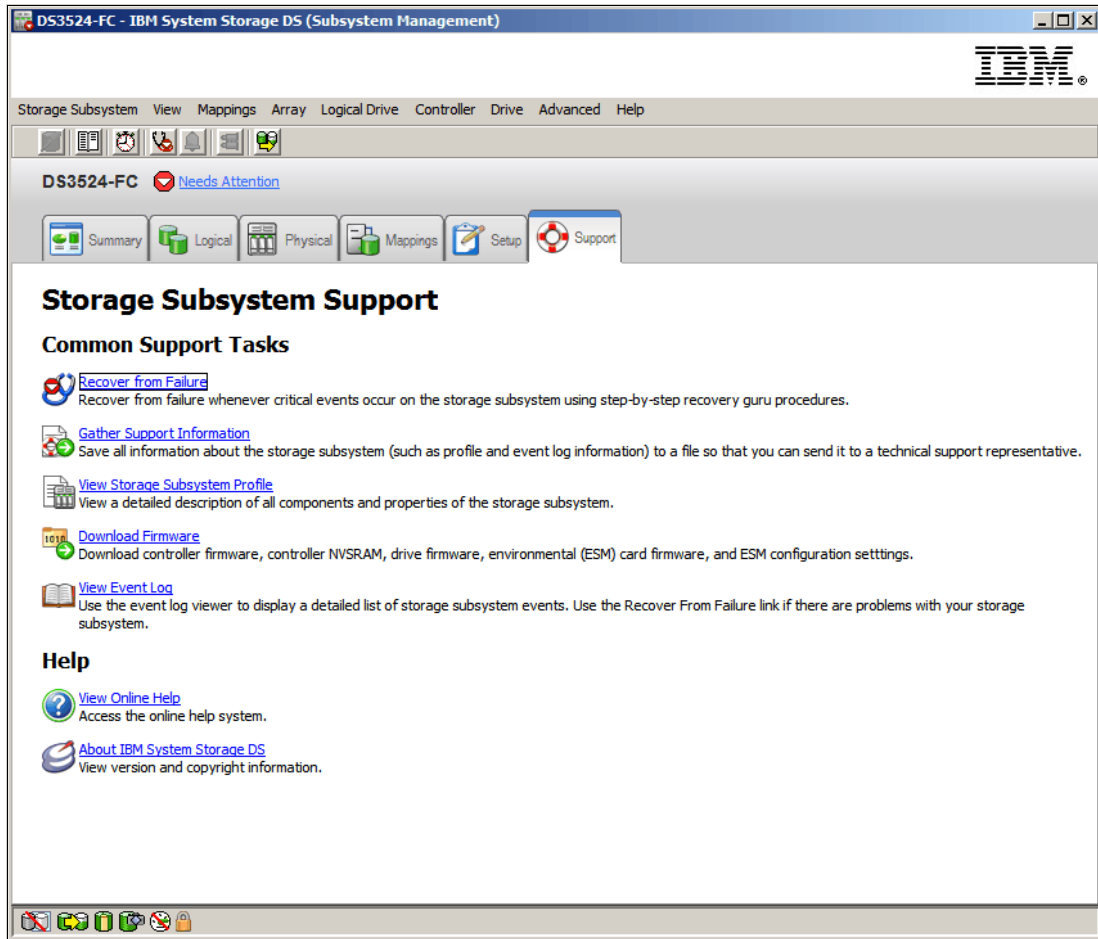 DS3524-FC - IBM System Storage DS (Subsystem Management)
IBM®
Storage Subsystem View Mappings Array Logical Drive Controller Drive Advanced Help
DS3524-FC Needs Attention
Summary Logical Physical Mappings Setup Support
Storage Subsystem Support
Common Support Tasks
Recover from Failure
Recover from failure whenever critical events occur on the storage subsystem using step-by-step recovery guru procedures.
Gather Support Information
Save all information about the storage subsystem (such as profile and event log information) to a file so that you can send it to a technical support representative.
View Storage Subsystem Profile
View a detailed description of all components and properties of the storage subsystem.
1010
Download Firmware
Download controller firmware, controller NVSRAM, drive firmware, environmental (ESM) card firmware, and ESM configuration setttings.
View Event Log
Use the event log viewer to display a detailed list of storage subsystem events. Use the Recover From Failure link if there are problems with your storage
subsystem.
Help
View Online Help
Access the online help system.
About IBM System Storage DS
View version and copyright information.